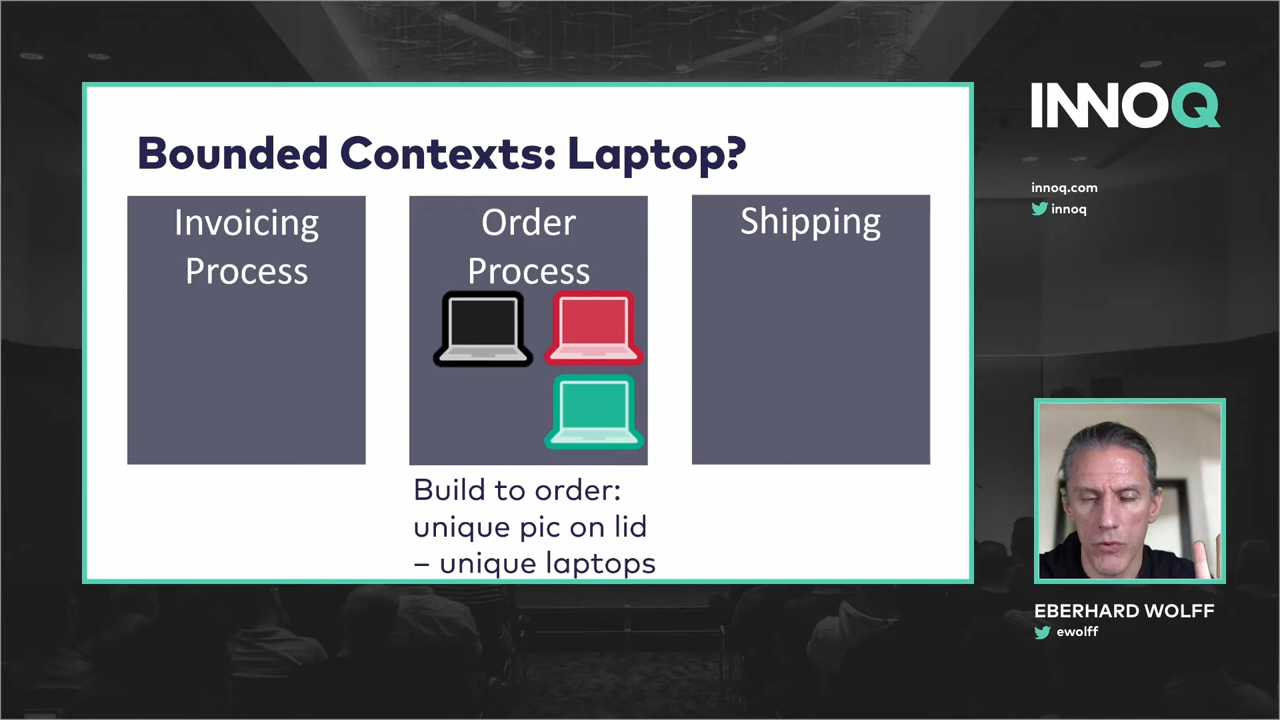 Bounded Contexts: Laptop?
Invoicing
Process
Order
Process
Shipping
Build to order:
unique pic on lid
– unique laptops
INNOQ
innoq.com
innoq
EBERHARD WOLFF
ewolff